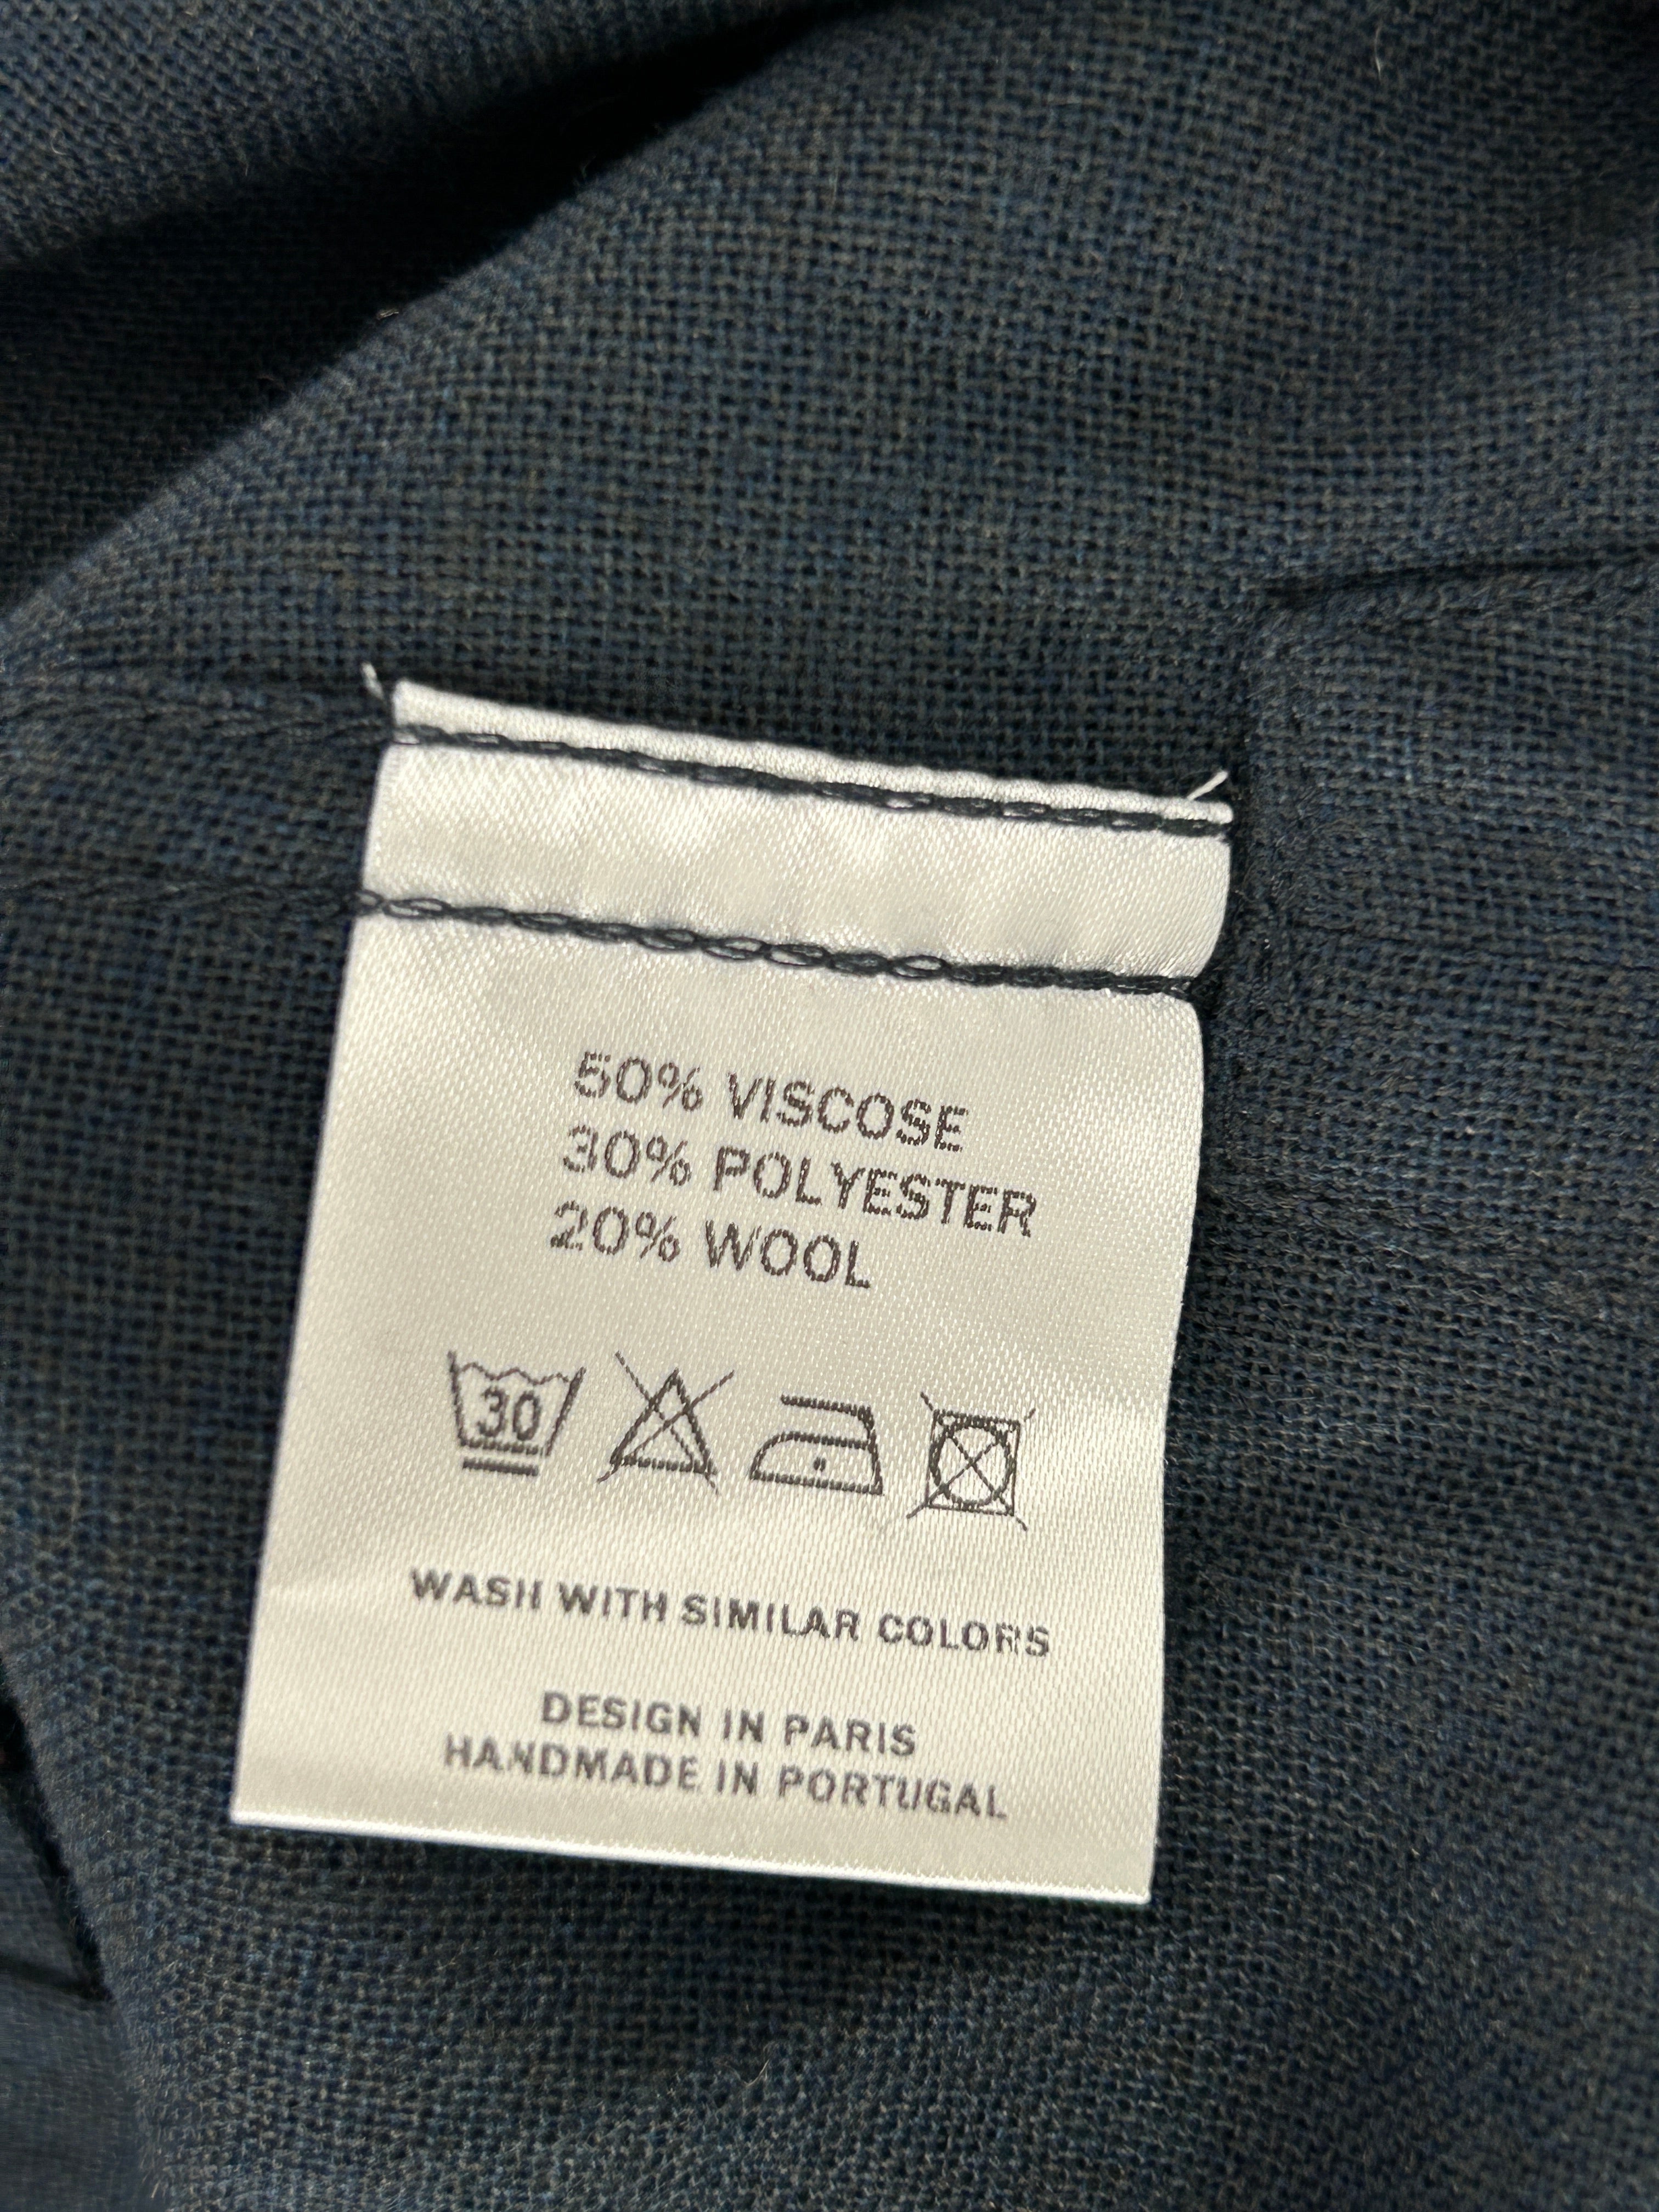 50% VISCOSE
30% POLYESTER
20% WOOL
30
WASH WITH SIMILAR COLORS
DESIGN IN PARIS
HANDMADE IN PORTUGAL